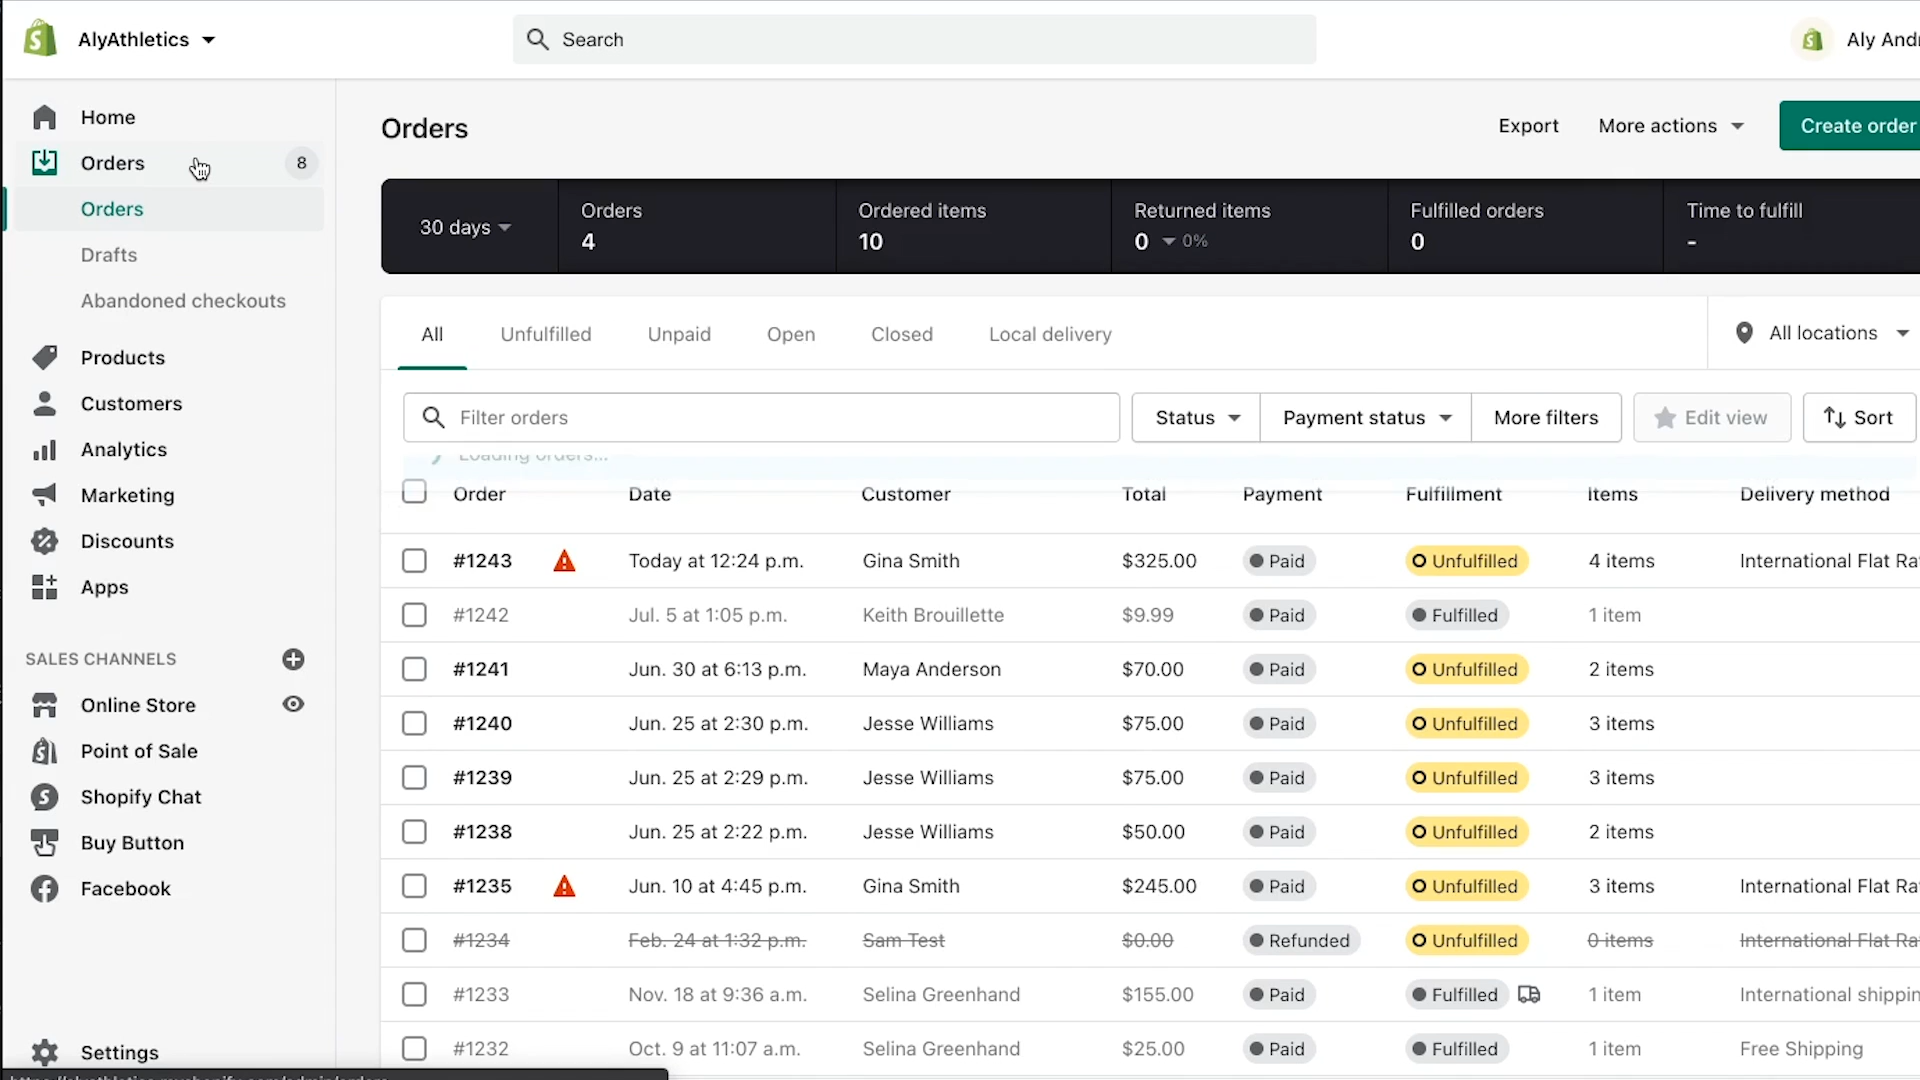 AlyAthletics
Search
Aly Andr
Home
Orders 8
Orders
Drafts
Abandoned checkouts
Products
Customers
Analytics
Marketing
Discounts
Apps
SALES CHANNELS
Online Store
Point of Sale
Shopify Chat
Buy Button
Facebook
Settings
Orders
Export More actions Create order
30 days
Orders
4
Ordered items
10
Returned items
0 0%
Fulfilled orders
0
Time to fulfill
-
All Unfulfilled Unpaid Open Closed Local delivery All locations
Filter orders Status Payment status More filters Edit view Sort
Loading orders...
Order Date Customer Total Payment Fulfillment Items Delivery method
#1243 Today at 12:24 p.m. Gina Smith $325.00 Paid Unfulfilled 4 items International Flat Ra
#1242 Jul. 5 at 1:05 p.m. Keith Brouillette $9.99 Paid Fulfilled 1 item
#1241 Jun. 30 at 6:13 p.m. Maya Anderson $70.00 Paid Unfulfilled 2 items
#1240 Jun. 25 at 2:30 p.m. Jesse Williams $75.00 Paid Unfulfilled 3 items
#1239 Jun. 25 at 2:29 p.m. Jesse Williams $75.00 Paid Unfulfilled 3 items
#1238 Jun. 25 at 2:22 p.m. Jesse Williams $50.00 Paid Unfulfilled 2 items
#1235 Jun. 10 at 4:45 p.m. Gina Smith $245.00 Paid Unfulfilled 3 items International Flat Ra
#1234 Feb. 24 at 1:32 p.m. Sam Test $0.00 Refunded Unfulfilled 0 items International Flat Ra
#1233 Nov. 18 at 9:36 a.m. Selina Greenhand $155.00 Paid Fulfilled 1 item International shippin
#1232 Oct. 9 at 11:07 a.m. Selina Greenhand $25.00 Paid Fulfilled 1 item Free Shipping